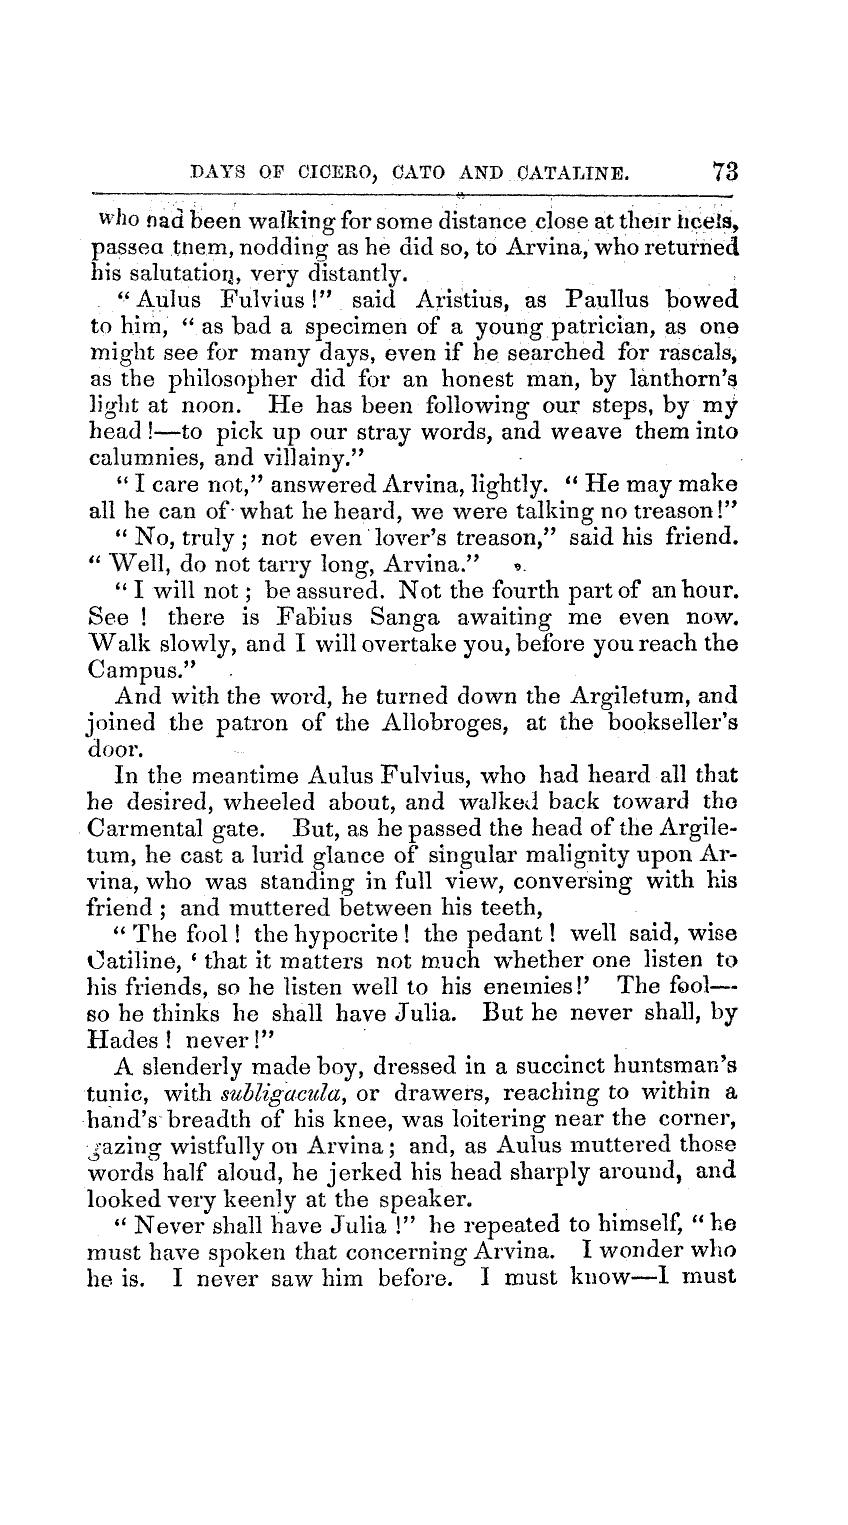 DAYS OF CICERO, CATO AND CATALINE. 73
who had been walking for some distance close at their heels,
passed them, nodding as he did so, to Arvina, who returned
his salutation, very distantly.
“ Aulus Fulvius !” said Aristius, as Paullus bowed
to him, “ as bad a specimen of a young patrician, as one
might see for many days, even if he searched for rascals,
as the philosopher did for an honest man, by lanthorn's
light at noon. He has been following our steps, by my
head !—to pick up our stray words, and weave them into
calumnies, and villainy.”
“ I care not,” answered Arvina, lightly. “ He may make
all he can of what he heard, we were talking no treason !”
“ No, truly ; not even lover's treason,” said his friend.
“ Well, do not tarry long, Arvina.”
“ I will not ; be assured. Not the fourth part of an hour.
See ! there is Fabius Sanga awaiting me even now.
Walk slowly, and I will overtake you, before you reach the
Campus.”
And with the word, he turned down the Argiletum, and
joined the patron of the Allobroges, at the bookseller's
door.
In the meantime Aulus Fulvius, who had heard all that
he desired, wheeled about, and walked back toward the
Carmental gate. But, as he passed the head of the Argile-
tum, he cast a lurid glance of singular malignity upon Ar-
vina, who was standing in full view, conversing with his
friend ; and muttered between his teeth,
“ The fool ! the hypocrite ! the pedant ! well said, wise
Catiline, ‘ that it matters not much whether one listen to
his friends, so he listen well to his enemies!’ The fool—
so he thinks he shall have Julia. But he never shall, by
Hades ! never !”
A slenderly made boy, dressed in a succinct huntsman's
tunic, with subligacula, or drawers, reaching to within a
hand's breadth of his knee, was loitering near the corner,
gazing wistfully on Arvina ; and, as Aulus muttered those
words half aloud, he jerked his head sharply around, and
looked very keenly at the speaker.
“ Never shall have Julia !” he repeated to himself, “ he
must have spoken that concerning Arvina. I wonder who
he is. I never saw him before. I must know—I must